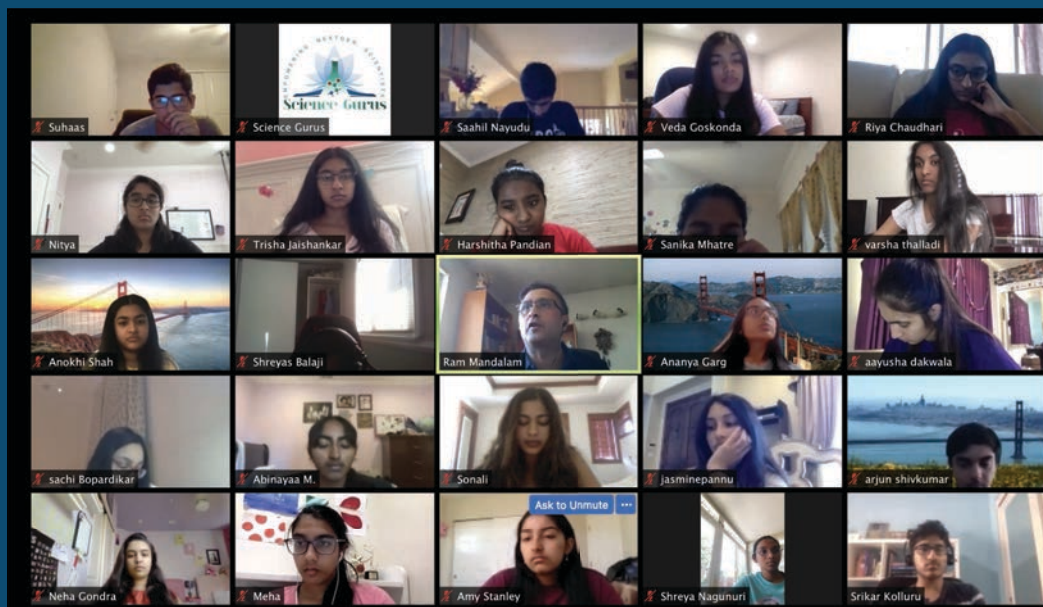 Suhaas
EMPOWERING NEXTGEN SCIENTISTS
Science Gurus
Science Gurus
Saahil Nayudu
Veda Goskonda
Riya Chaudhari
Nitya
Trisha Jaishankar
Harshitha Pandian
Sanika Mhatre
varsha thalladi
Anokhi Shah
Shreyas Balaji
Ram Mandalam
Ananya Garg
aayusha dakwala
sachi Bopardikar
Abinayaa M.
Sonali
jasminepannu
arjun shivkumar
Neha Gondra
Meha
Ask to Unmute
Amy Stanley
Shreya Nagunuri
Srikar Kolluru